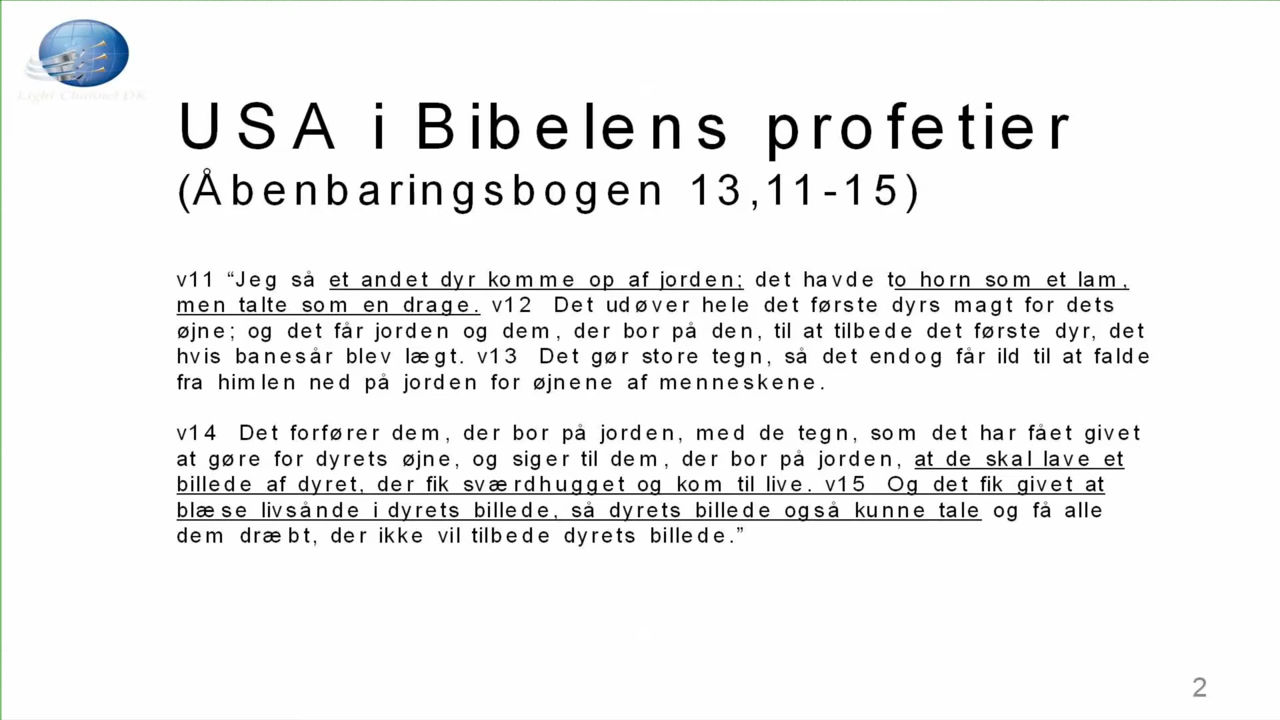 Light Channel DK
USA i Bibelens profetier
(Åbenbaringsbogen 13,11-15)
v11 “Jeg så et andet dyr komme op af jorden; det havde to horn som et lam,
men talte som en drage. v12 Det udøver hele det første dyrs magt for dets
øjne; og det får jorden og dem, der bor på den, til at tilbede det første dyr, det
hvis banesår blev lægt. v13 Det gør store tegn, så det endog får ild til at falde
fra himlen ned på jorden for øjnene af menneskene.
v14 Det forfører dem, der bor på jorden, med de tegn, som det har fået givet
at gøre for dyrets øjne, og siger til dem, der bor på jorden, at de skal lave et
billede af dyret, der fik sværdhugget og kom til live. v15 Og det fik givet at
blæse livsånde i dyrets billede, så dyrets billede også kunne tale og få alle
dem dræbt, der ikke vil tilbede dyrets billede.”
2